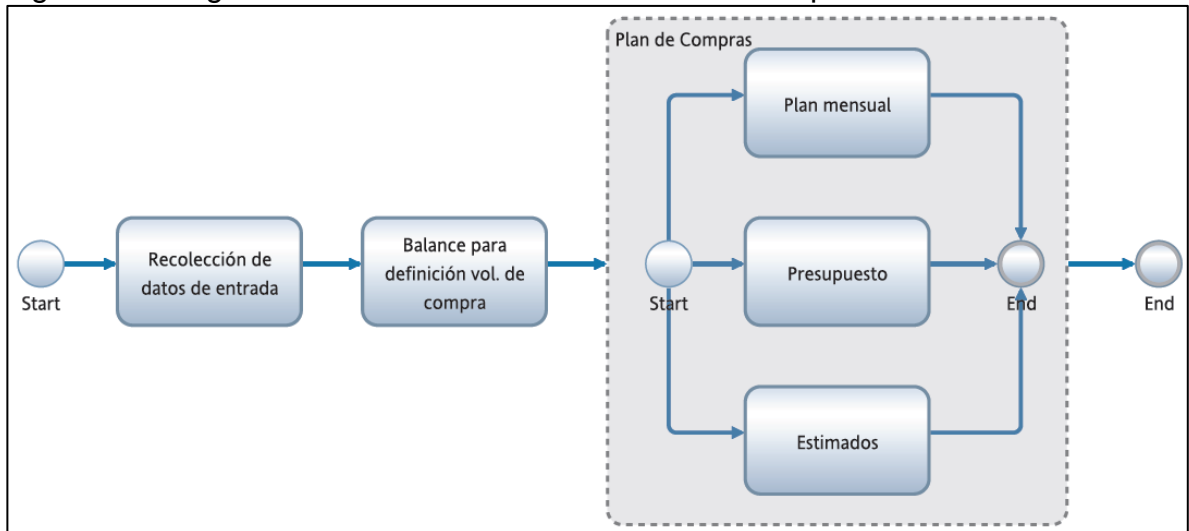 Plan de Compras
Plan mensual
Start
Recolección de
datos de entrada
Balance para
definición vol. de
compra
Start
Presupuesto
End
End
Estimados